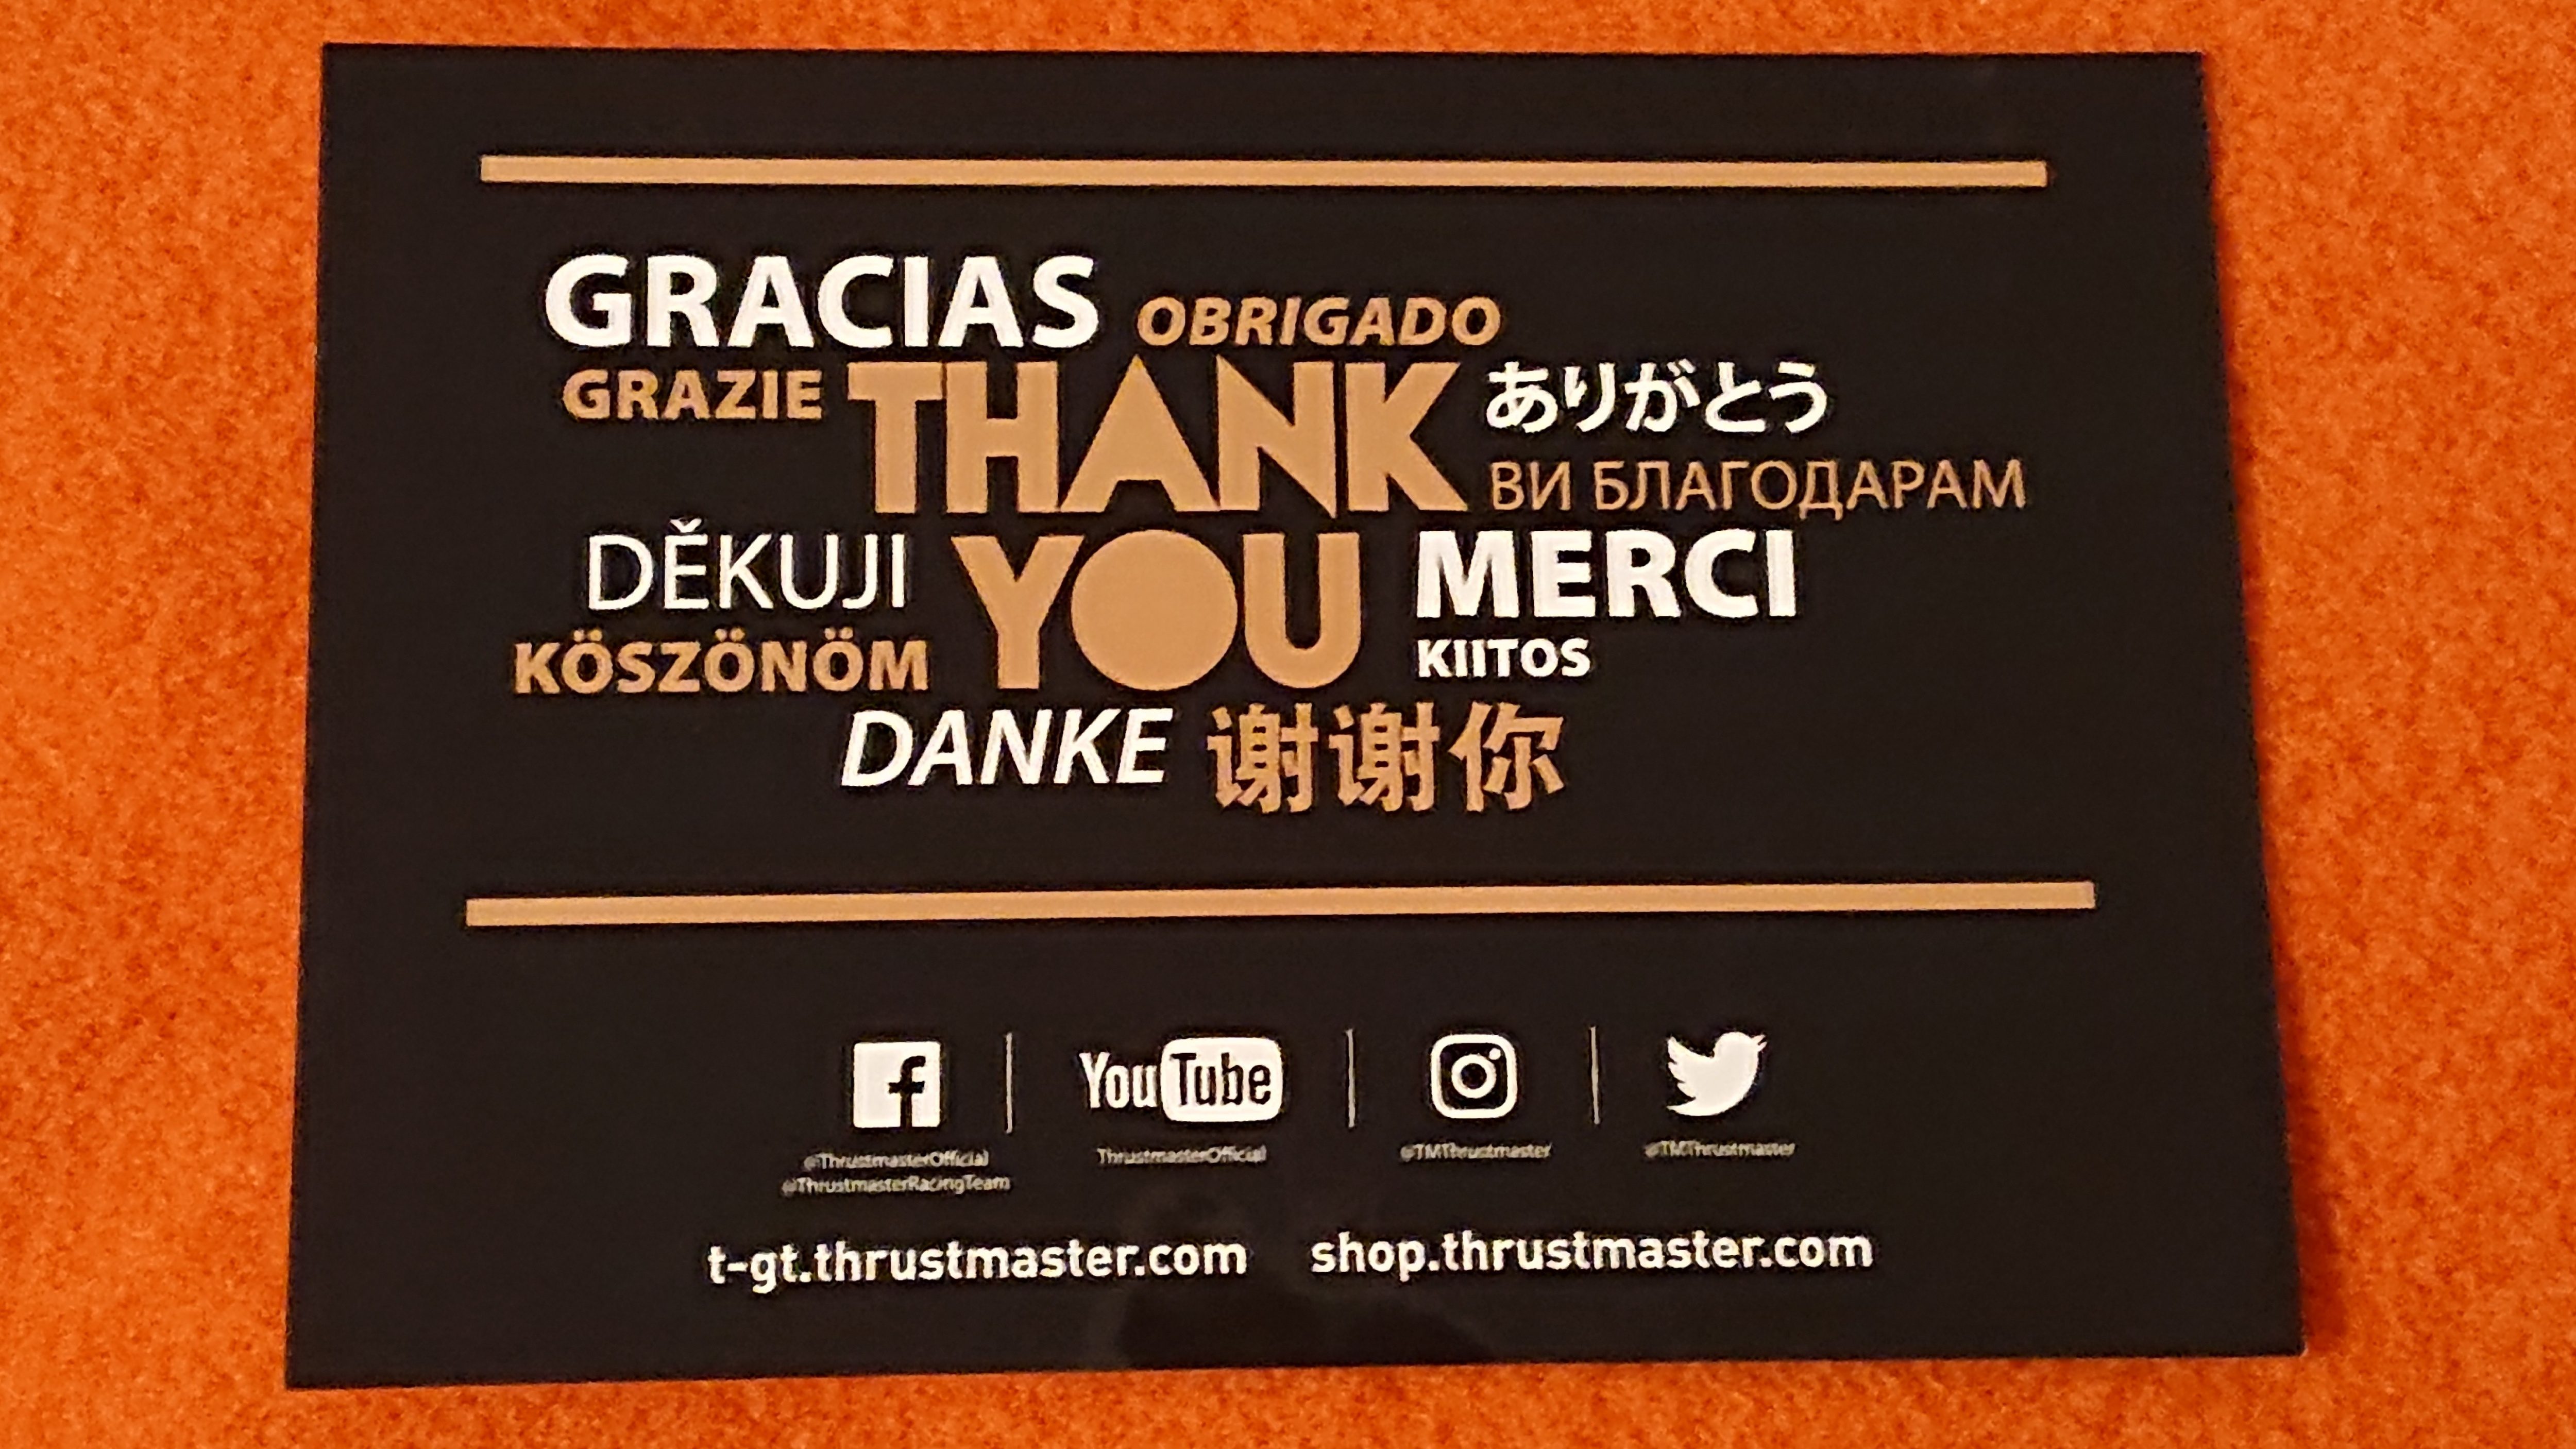 GRACIAS OBRIGADO
GRAZIE THANK ありがとう
ВИ БЛАГОДАРАМ
DĚKUJI YOU MERCI
KÖSZÖNÖM KIITOS
DANKE 谢谢你
f YouTube
@ThrustmasterOfficial ThrustmasterOfficial @TMThrustmaster @TMThrustmaster
@ThrustmasterRacingTeam
t-gt.thrustmaster.com shop.thrustmaster.com